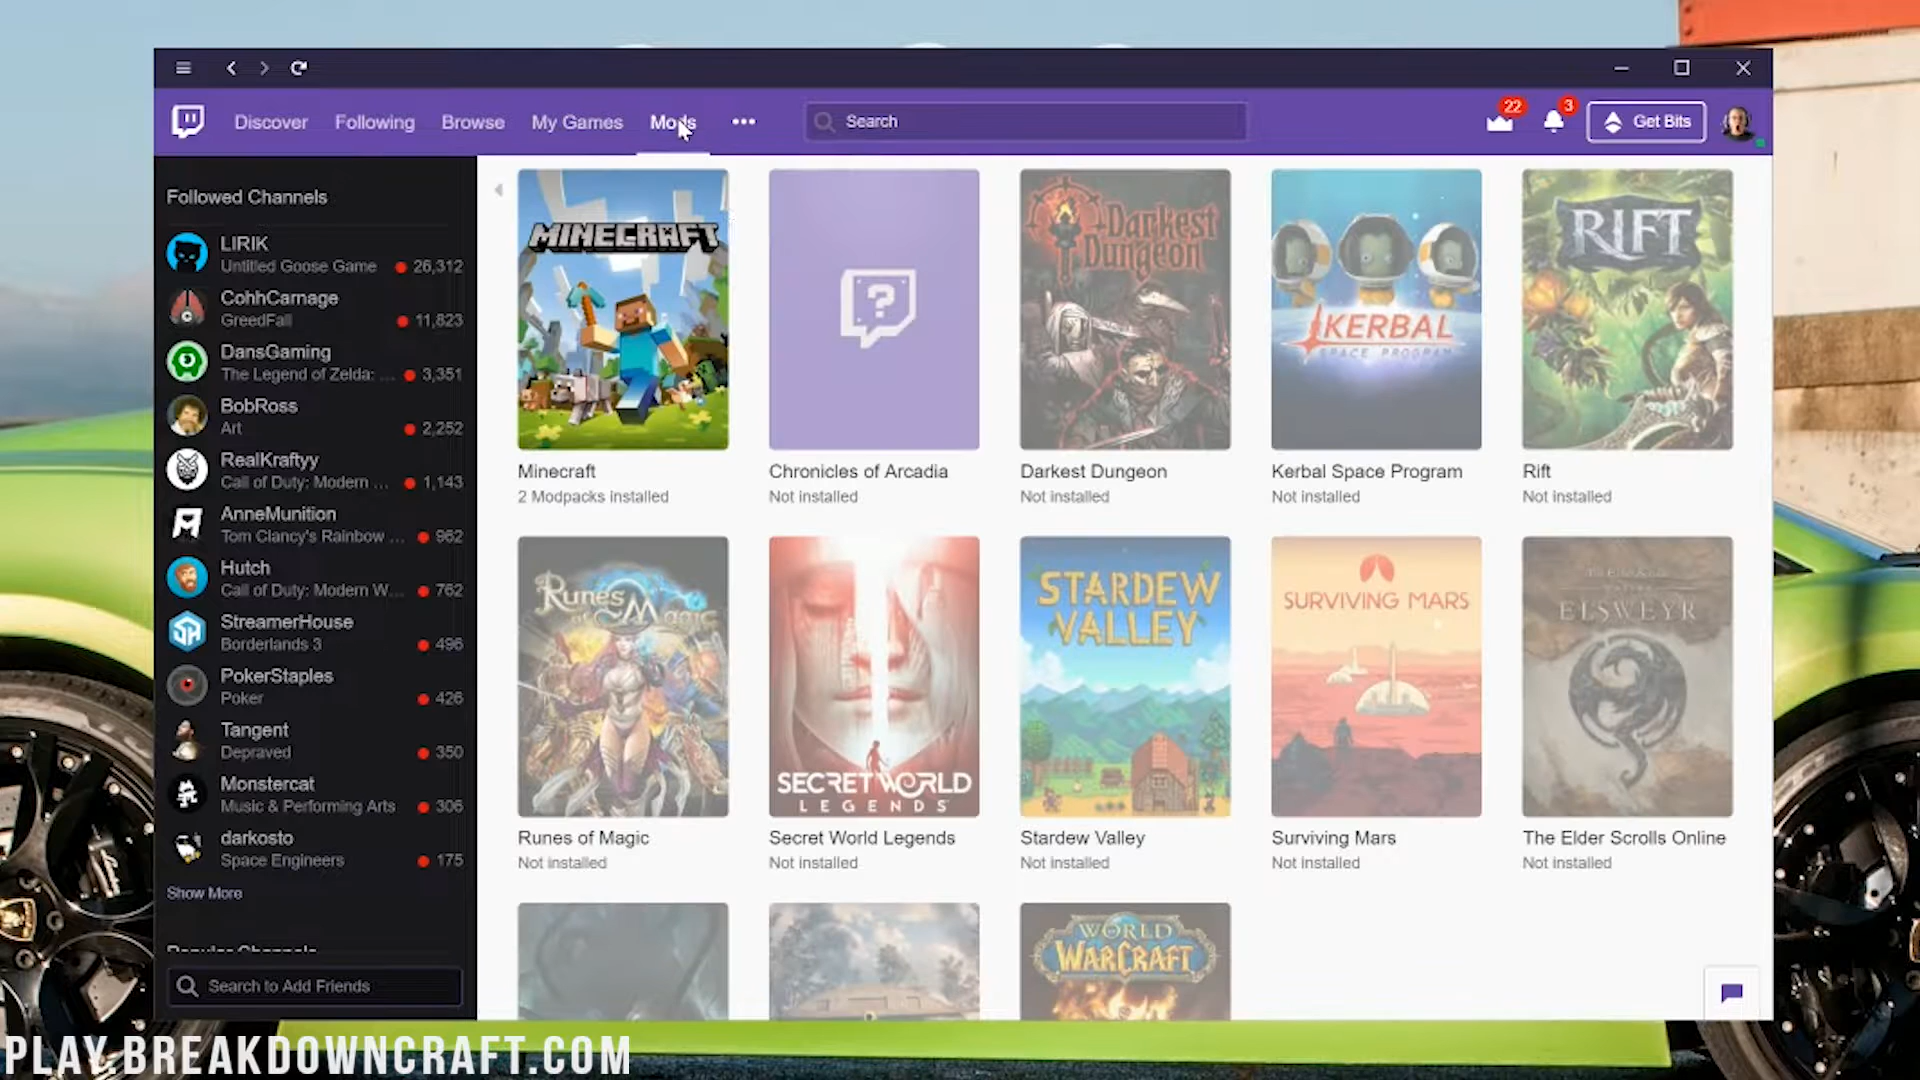 Discover
Following
Browse
My Games
Mods
Search
22
3
Get Bits
Followed Channels
LIRIK
Untitled Goose Game 26,312
CohhCarnage
GreedFall 11,823
DansGaming
The Legend of Zelda: ... 3,351
BobRoss
Art 2,252
RealKraftyy
Call of Duty: Modern ... 1,143
AnneMunition
Tom Clancy's Rainbow ... 962
Hutch
Call of Duty: Modern W... 762
StreamerHouse
Borderlands 3 496
PokerStaples
Poker 426
Tangent
Depraved 350
Monstercat
Music & Performing Arts 306
darkosto
Space Engineers 175
Show More
Popular Channels
Search to Add Friends
MINECRAFT
Minecraft
2 Modpacks installed
?
Chronicles of Arcadia
Not installed
Darkest
Dungeon
Darkest Dungeon
Not installed
KERBAL
SPACE PROGRAM
Kerbal Space Program
Not installed
RIFT
Rift
Not installed
Runes
of Magic
Runes of Magic
Not installed
SECRET WORLD
LEGENDS
Secret World Legends
Not installed
STARDEW
VALLEY
Stardew Valley
Not installed
SURVIVING MARS
Surviving Mars
Not installed
ELSWEYR
The Elder Scrolls Online
Not installed
WORLD
OF
WARCRAFT
PLAY.BREAKDOWNCRAFT.COM